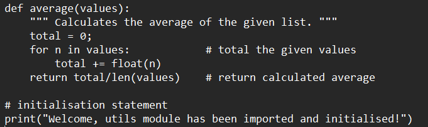 def average(values):
    """ Calculates the average of the given list. """
    total = 0;
    for n in values:           # total the given values
        total += float(n)
    return total/len(values)   # return calculated average

# initialisation statement
print("Welcome, utils module has been imported and initialised!")